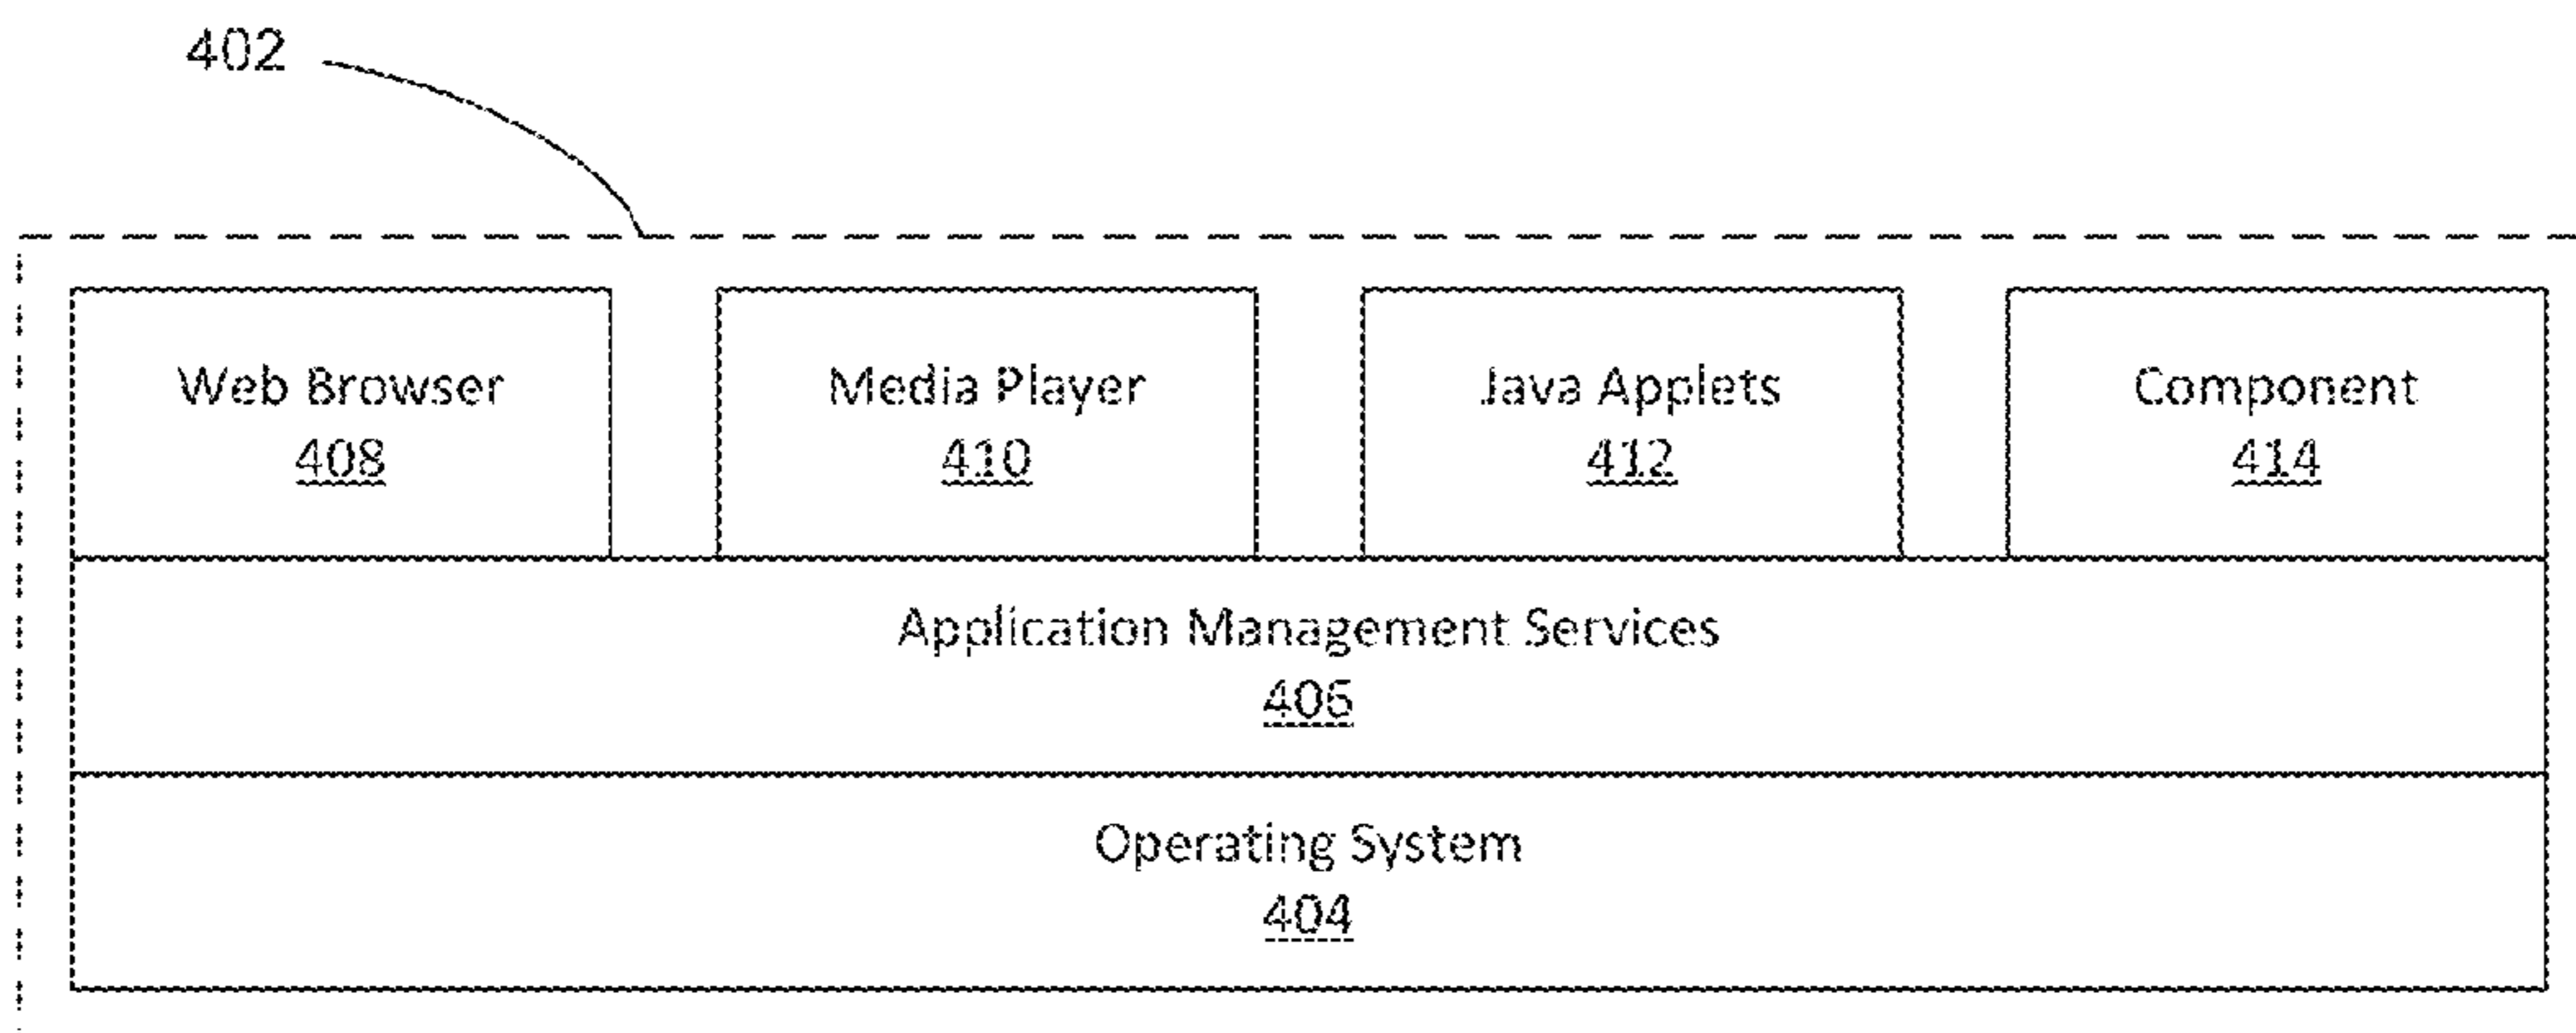 402
Web Browser
408
Media Player
410
Java Applets
412
Component
414
Application Management Services
406
Operating System
404